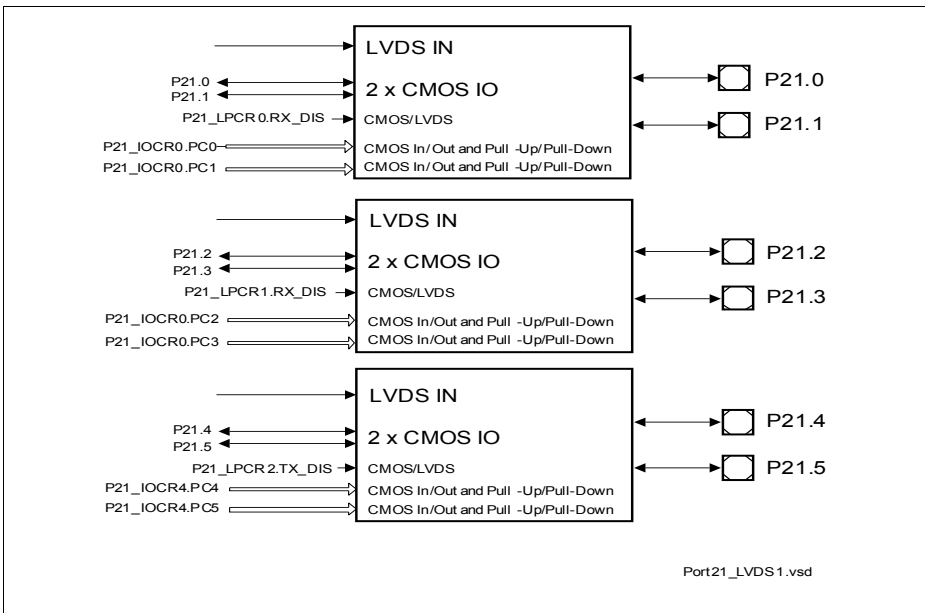 LVDS IN
P21.0
P21.1
2 x CMOS IO
P21_LPCR0.RX_DIS
CMOS/LVDS
P21_IOCR0.PC0
CMOS In/Out and Pull -Up/Pull-Down
P21_IOCR0.PC1
CMOS In/Out and Pull -Up/Pull-Down
P21.0
P21.1
LVDS IN
P21.2
P21.3
2 x CMOS IO
P21_LPCR1.RX_DIS
CMOS/LVDS
P21_IOCR0.PC2
CMOS In/Out and Pull -Up/Pull-Down
P21_IOCR0.PC3
CMOS In/Out and Pull -Up/Pull-Down
P21.2
P21.3
LVDS IN
P21.4
P21.5
2 x CMOS IO
P21_LPCR2.TX_DIS
CMOS/LVDS
P21_IOCR4.PC4
CMOS In/Out and Pull -Up/Pull-Down
P21_IOCR4.PC5
CMOS In/Out and Pull -Up/Pull-Down
P21.4
P21.5
Port21_LVDS1.vsd